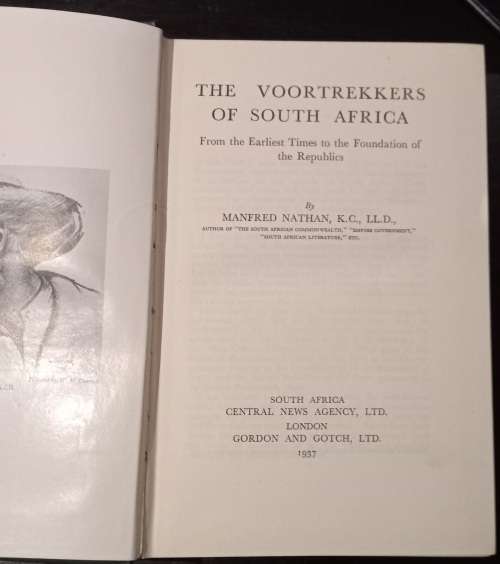 THE VOORTREKKERS
OF SOUTH AFRICA
From the Earliest Times to the Foundation of
the Republics
By
MANFRED NATHAN, K.C., LL.D.,
AUTHOR OF "THE SOUTH AFRICAN COMMONWEALTH," "EMPIRE GOVERNMENT,"
"SOUTH AFRICAN LITERATURE," ETC.
SOUTH AFRICA
CENTRAL NEWS AGENCY, LTD.
LONDON
GORDON AND GOTCH, LTD.
1937